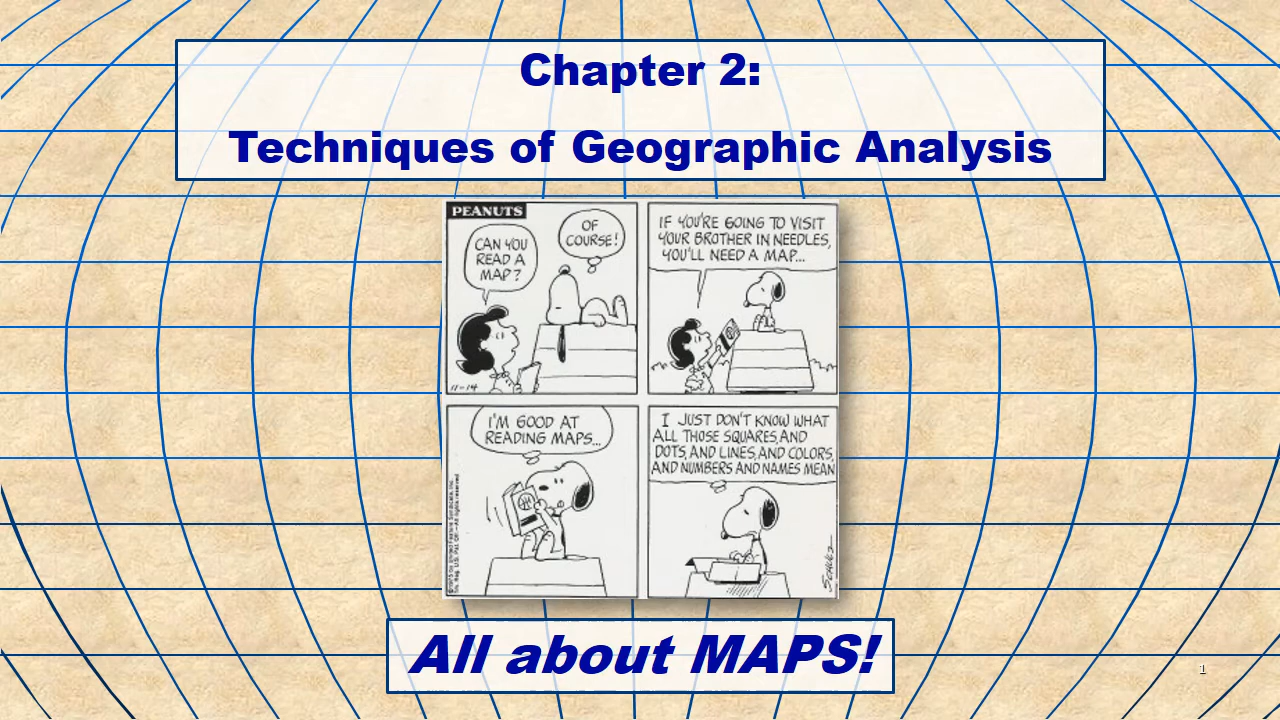 Chapter 2:
Techniques of Geographic Analysis
PEANUTS
CAN YOU
READ A
MAP?
OF
COURSE!
11-14
IF YOU'RE GOING TO VISIT
YOUR BROTHER IN NEEDLES,
YOU'LL NEED A MAP...
I'M GOOD AT
READING MAPS...
I JUST DON'T KNOW WHAT
ALL THOSE SQUARES, AND
DOTS, AND LINES, AND COLORS,
AND NUMBERS AND NAMES MEAN
SCHULZ
All about MAPS!
1